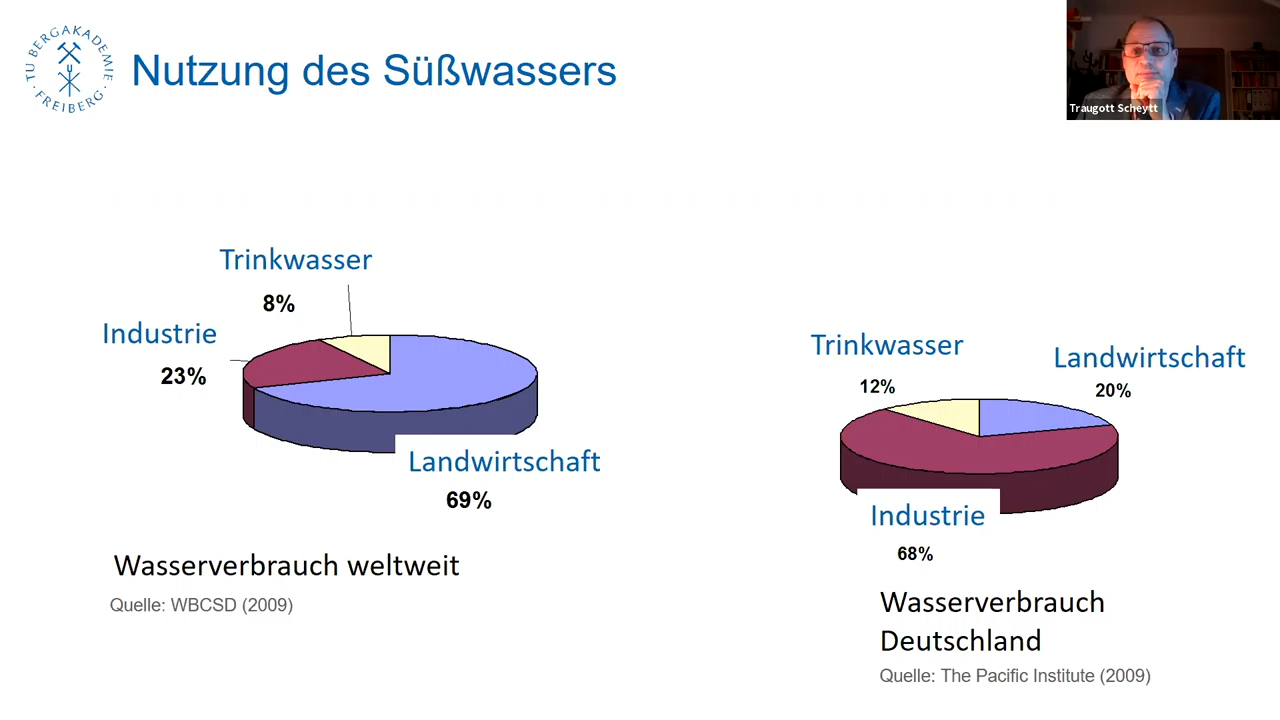 TU BERGAKADEMIE
FREIBERG
Nutzung des Süßwassers
Traugott Scheytt
Trinkwasser
8%
Industrie
23%
Landwirtschaft
69%
Wasserverbrauch weltweit
Quelle: WBCSD (2009)
Trinkwasser
12%
Landwirtschaft
20%
Industrie
68%
Wasserverbrauch
Deutschland
Quelle: The Pacific Institute (2009)